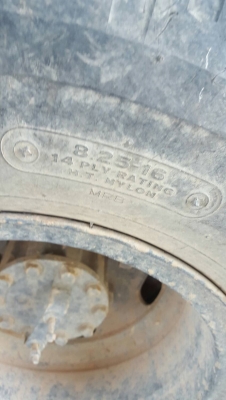 8.25-16
14 PLY RATING
H.T. NYLON